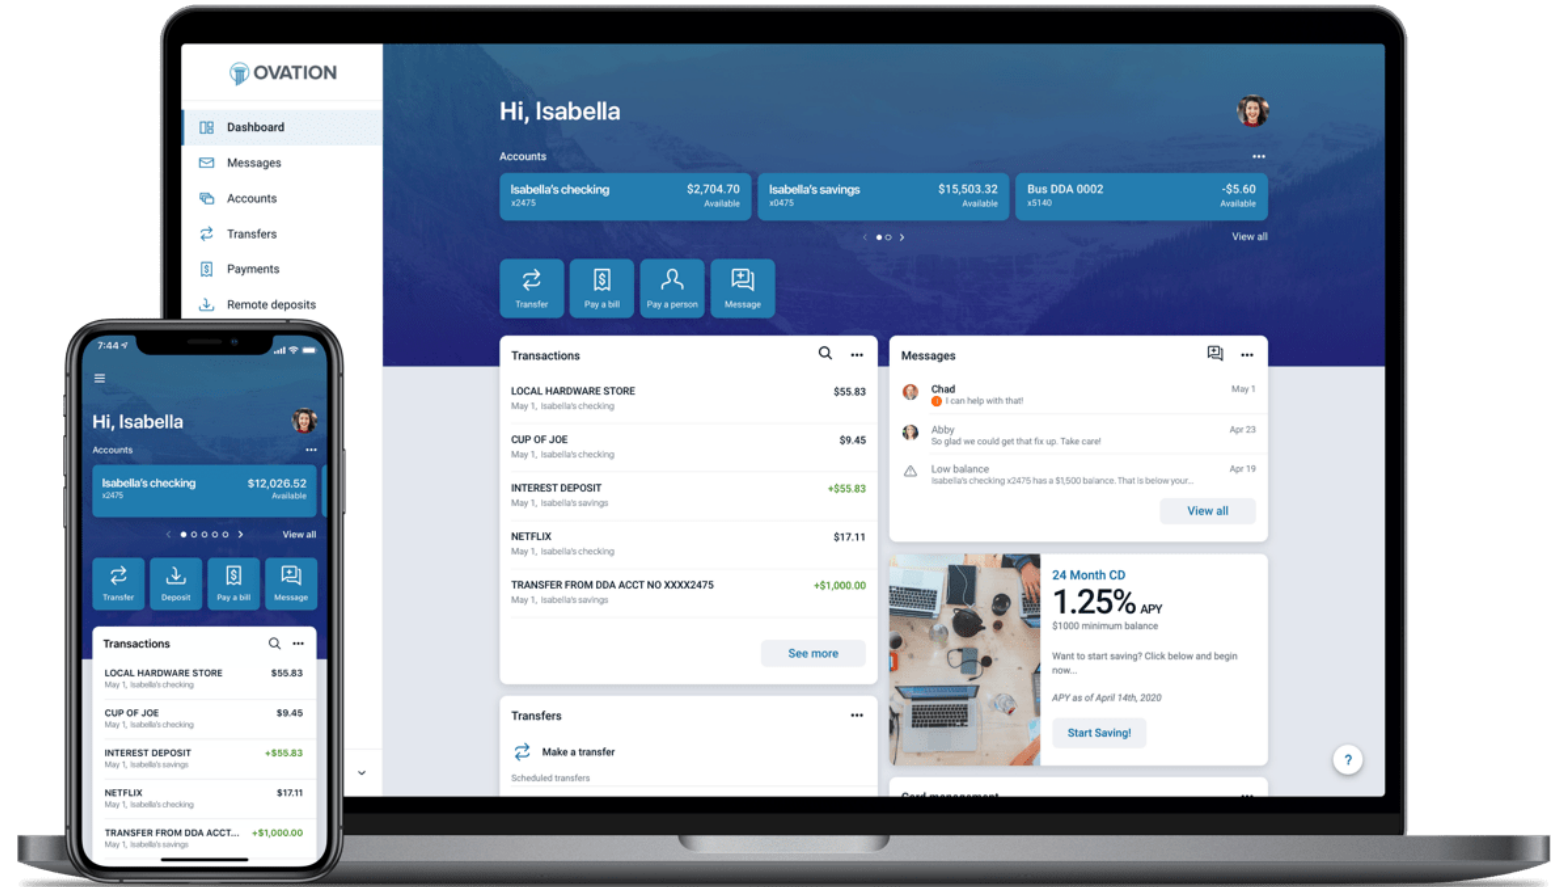 OVATION
Dashboard
Messages
Accounts
Transfers
Payments
Remote deposits
Hi, Isabella
Accounts
Isabella's checking $2,704.70
x2475 Available
Isabella's savings $15,503.32
x0475 Available
Bus DDA 0002 -$5.60
x5140 Available
View all
Transfer
Pay a bill
Pay a person
Message
Transactions
LOCAL HARDWARE STORE $55.83
May 1, Isabella's checking
CUP OF JOE $9.45
May 1, Isabella's checking
INTEREST DEPOSIT +$55.83
May 1, Isabella's savings
NETFLIX $17.11
May 1, Isabella's checking
TRANSFER FROM DDA ACCT NO XXXX2475 +$1,000.00
May 1, Isabella's savings
See more
Transfers
Make a transfer
Scheduled transfers
Messages
Chad May 1
I can help with that!
Abby Apr 23
So glad we could get that fix up. Take care!
Low balance Apr 19
Isabella's checking x2475 has a $1,500 balance. That is below your...
View all
24 Month CD
1.25% APY
$1000 minimum balance
Want to start saving? Click below and begin
now...
APY as of April 14th, 2020
Start Saving!
Card management
?
7:44
Hi, Isabella
Accounts
Isabella's checking $12,026.52
x2475 Available
View all
Transfer
Deposit
Pay a bill
Message
Transactions
LOCAL HARDWARE STORE $55.83
May 1, Isabella's checking
CUP OF JOE $9.45
May 1, Isabella's checking
INTEREST DEPOSIT +$55.83
May 1, Isabella's savings
NETFLIX $17.11
May 1, Isabella's checking
TRANSFER FROM DDA ACCT... +$1,000.00
May 1, Isabella's savings